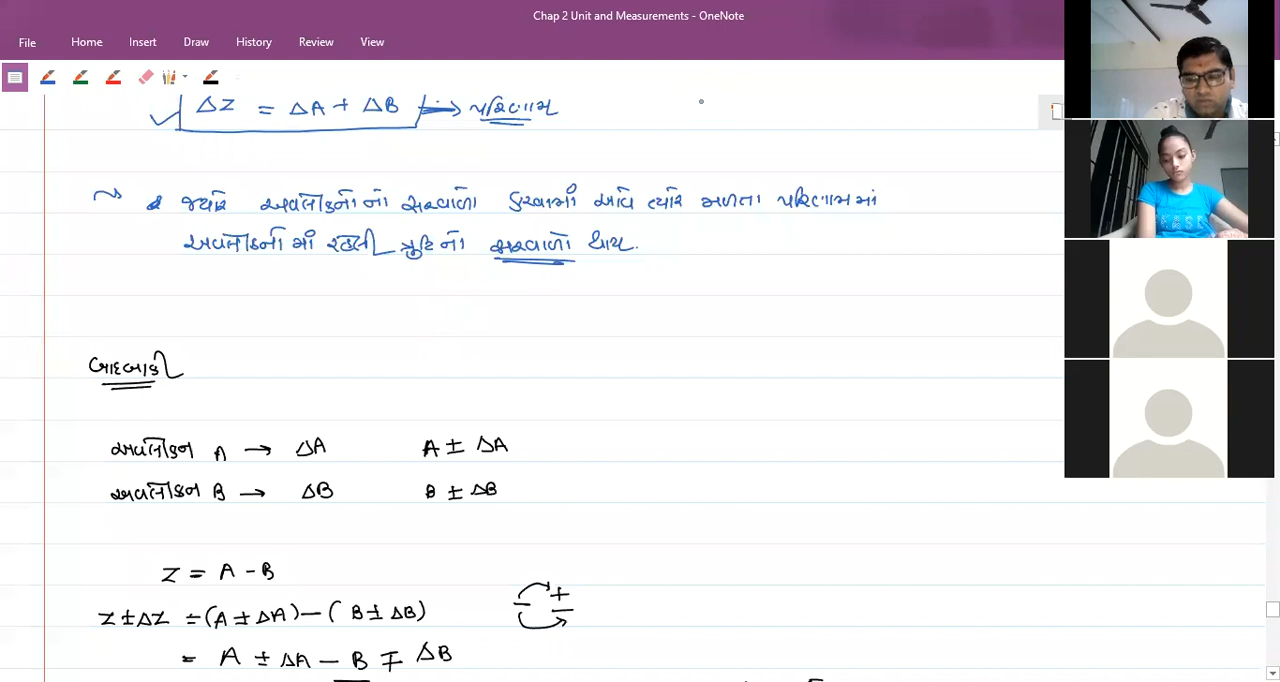 Chap 2 Unit and Measurements - OneNote
File Home Insert Draw History Review View
ΔZ = ΔA + ΔB → પરિણામ
જ્યારે અવલોકનોનો સરવાળો કરવામાં આવે ત્યારે મળતા પરિણામમાં
અવલોકનોમાં રહેલી ત્રુટિનો સરવાળો થાય.
બાદબાકી
અવલોકન A → ΔA A ± ΔA
અવલોકન B → ΔB B ± ΔB
Z = A - B
Z ± ΔZ = (A ± ΔA) - (B ± ΔB)
- + -
= A ± ΔA - B ∓ ΔB